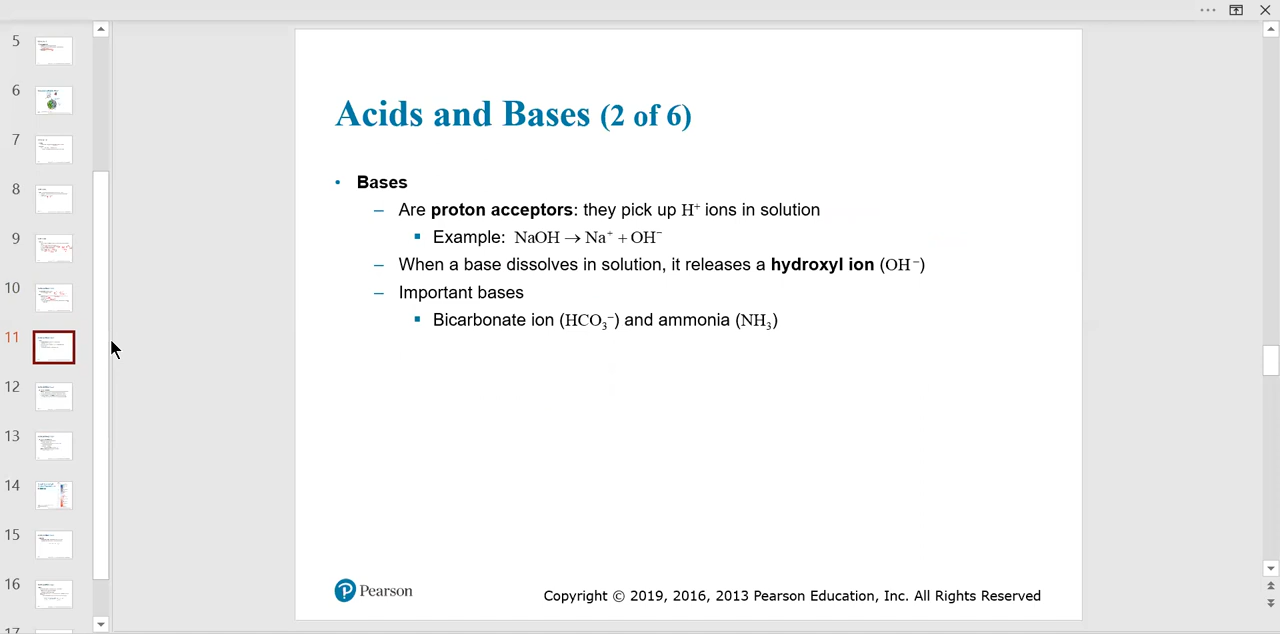 5
6
7
8
9
10
11
12
13
14
15
16
17
Acids and Bases (2 of 6)
• Bases
– Are proton acceptors: they pick up H⁺ ions in solution
▪ Example: NaOH → Na⁺ + OH⁻
– When a base dissolves in solution, it releases a hydroxyl ion (OH⁻)
– Important bases
▪ Bicarbonate ion (HCO₃⁻) and ammonia (NH₃)
Pearson
Copyright © 2019, 2016, 2013 Pearson Education, Inc. All Rights Reserved